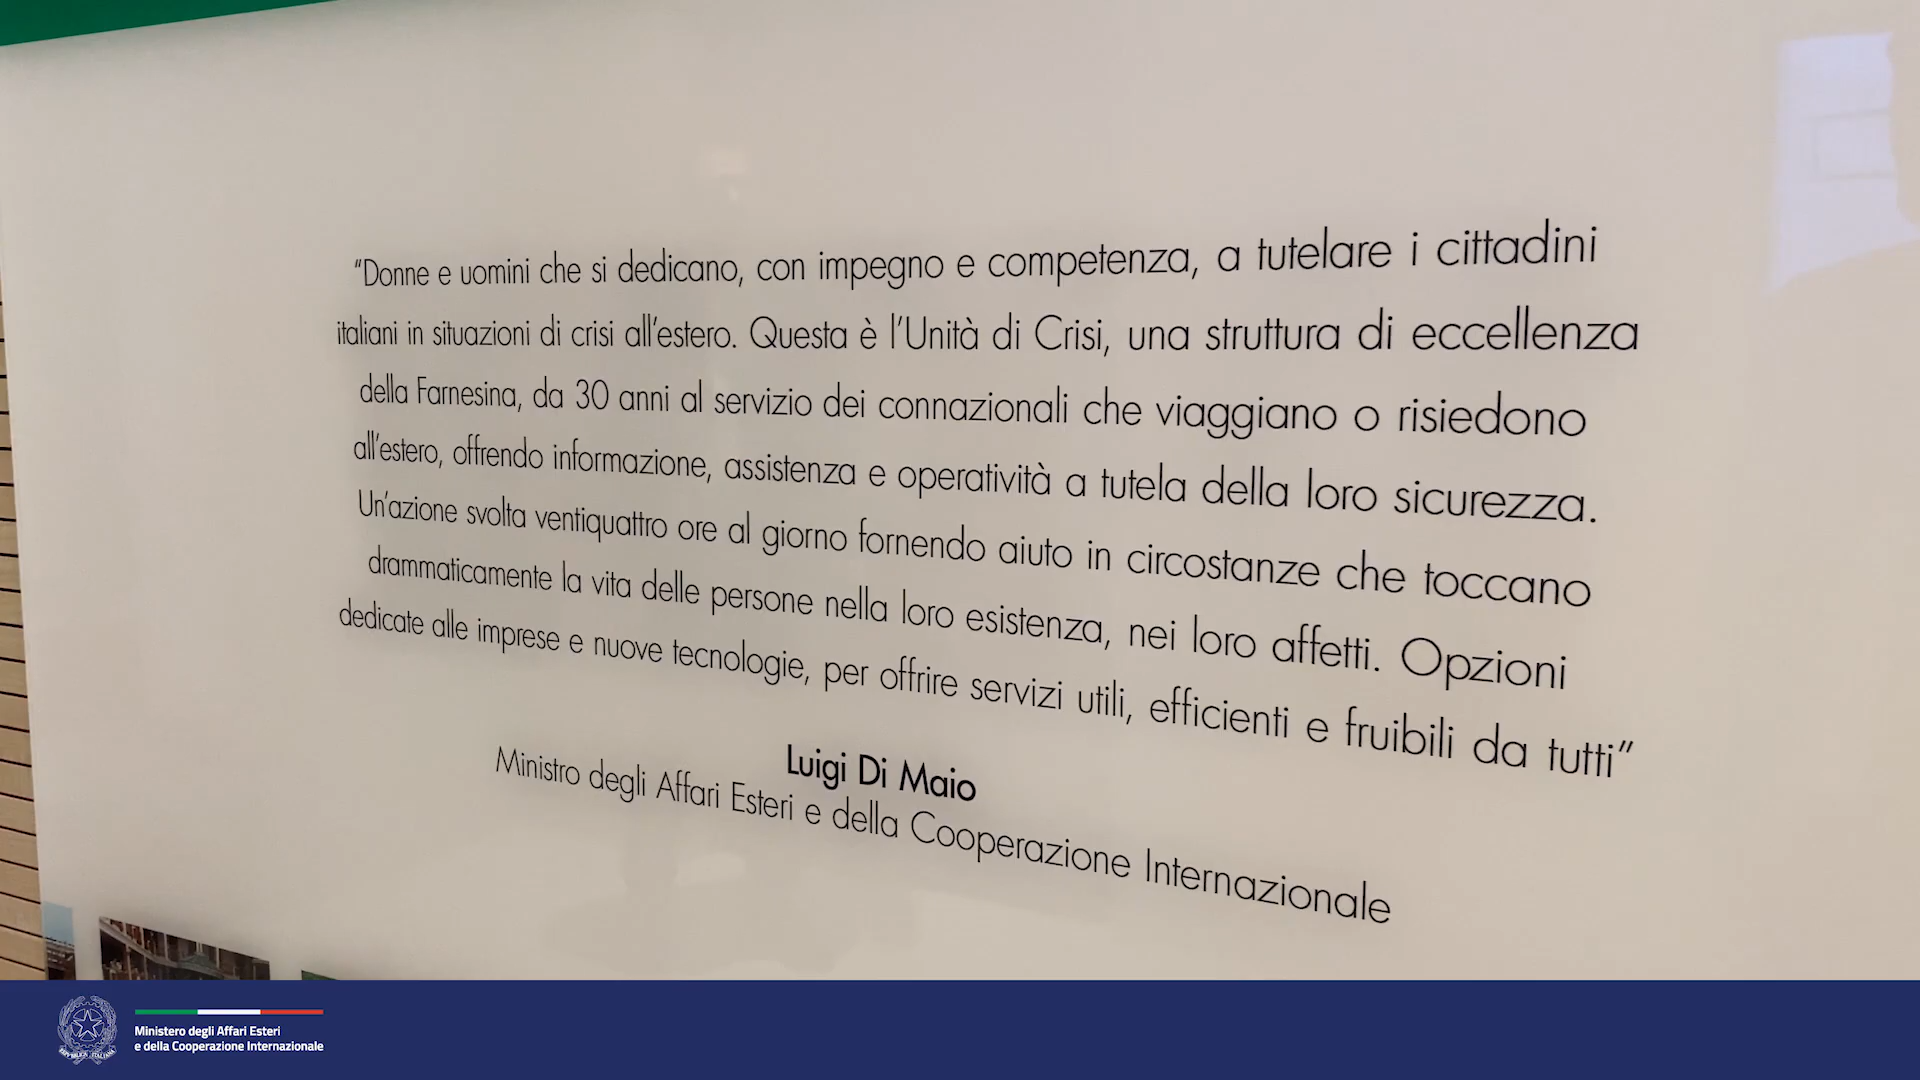 “Donne e uomini che si dedicano, con impegno e competenza, a tutelare i cittadini
italiani in situazioni di crisi all’estero. Questa è l’Unità di Crisi, una struttura di eccellenza
della Farnesina, da 30 anni al servizio dei connazionali che viaggiano o risiedono
all’estero, offrendo informazione, assistenza e operatività a tutela della loro sicurezza.
Un’azione svolta ventiquattro ore al giorno fornendo aiuto in circostanze che toccano
drammaticamente la vita delle persone nella loro esistenza, nei loro affetti. Opzioni
dedicate alle imprese e nuove tecnologie, per offrire servizi utili, efficienti e fruibili da tutti”
Luigi Di Maio
Ministro degli Affari Esteri e della Cooperazione Internazionale
Ministero degli Affari Esteri
e della Cooperazione Internazionale